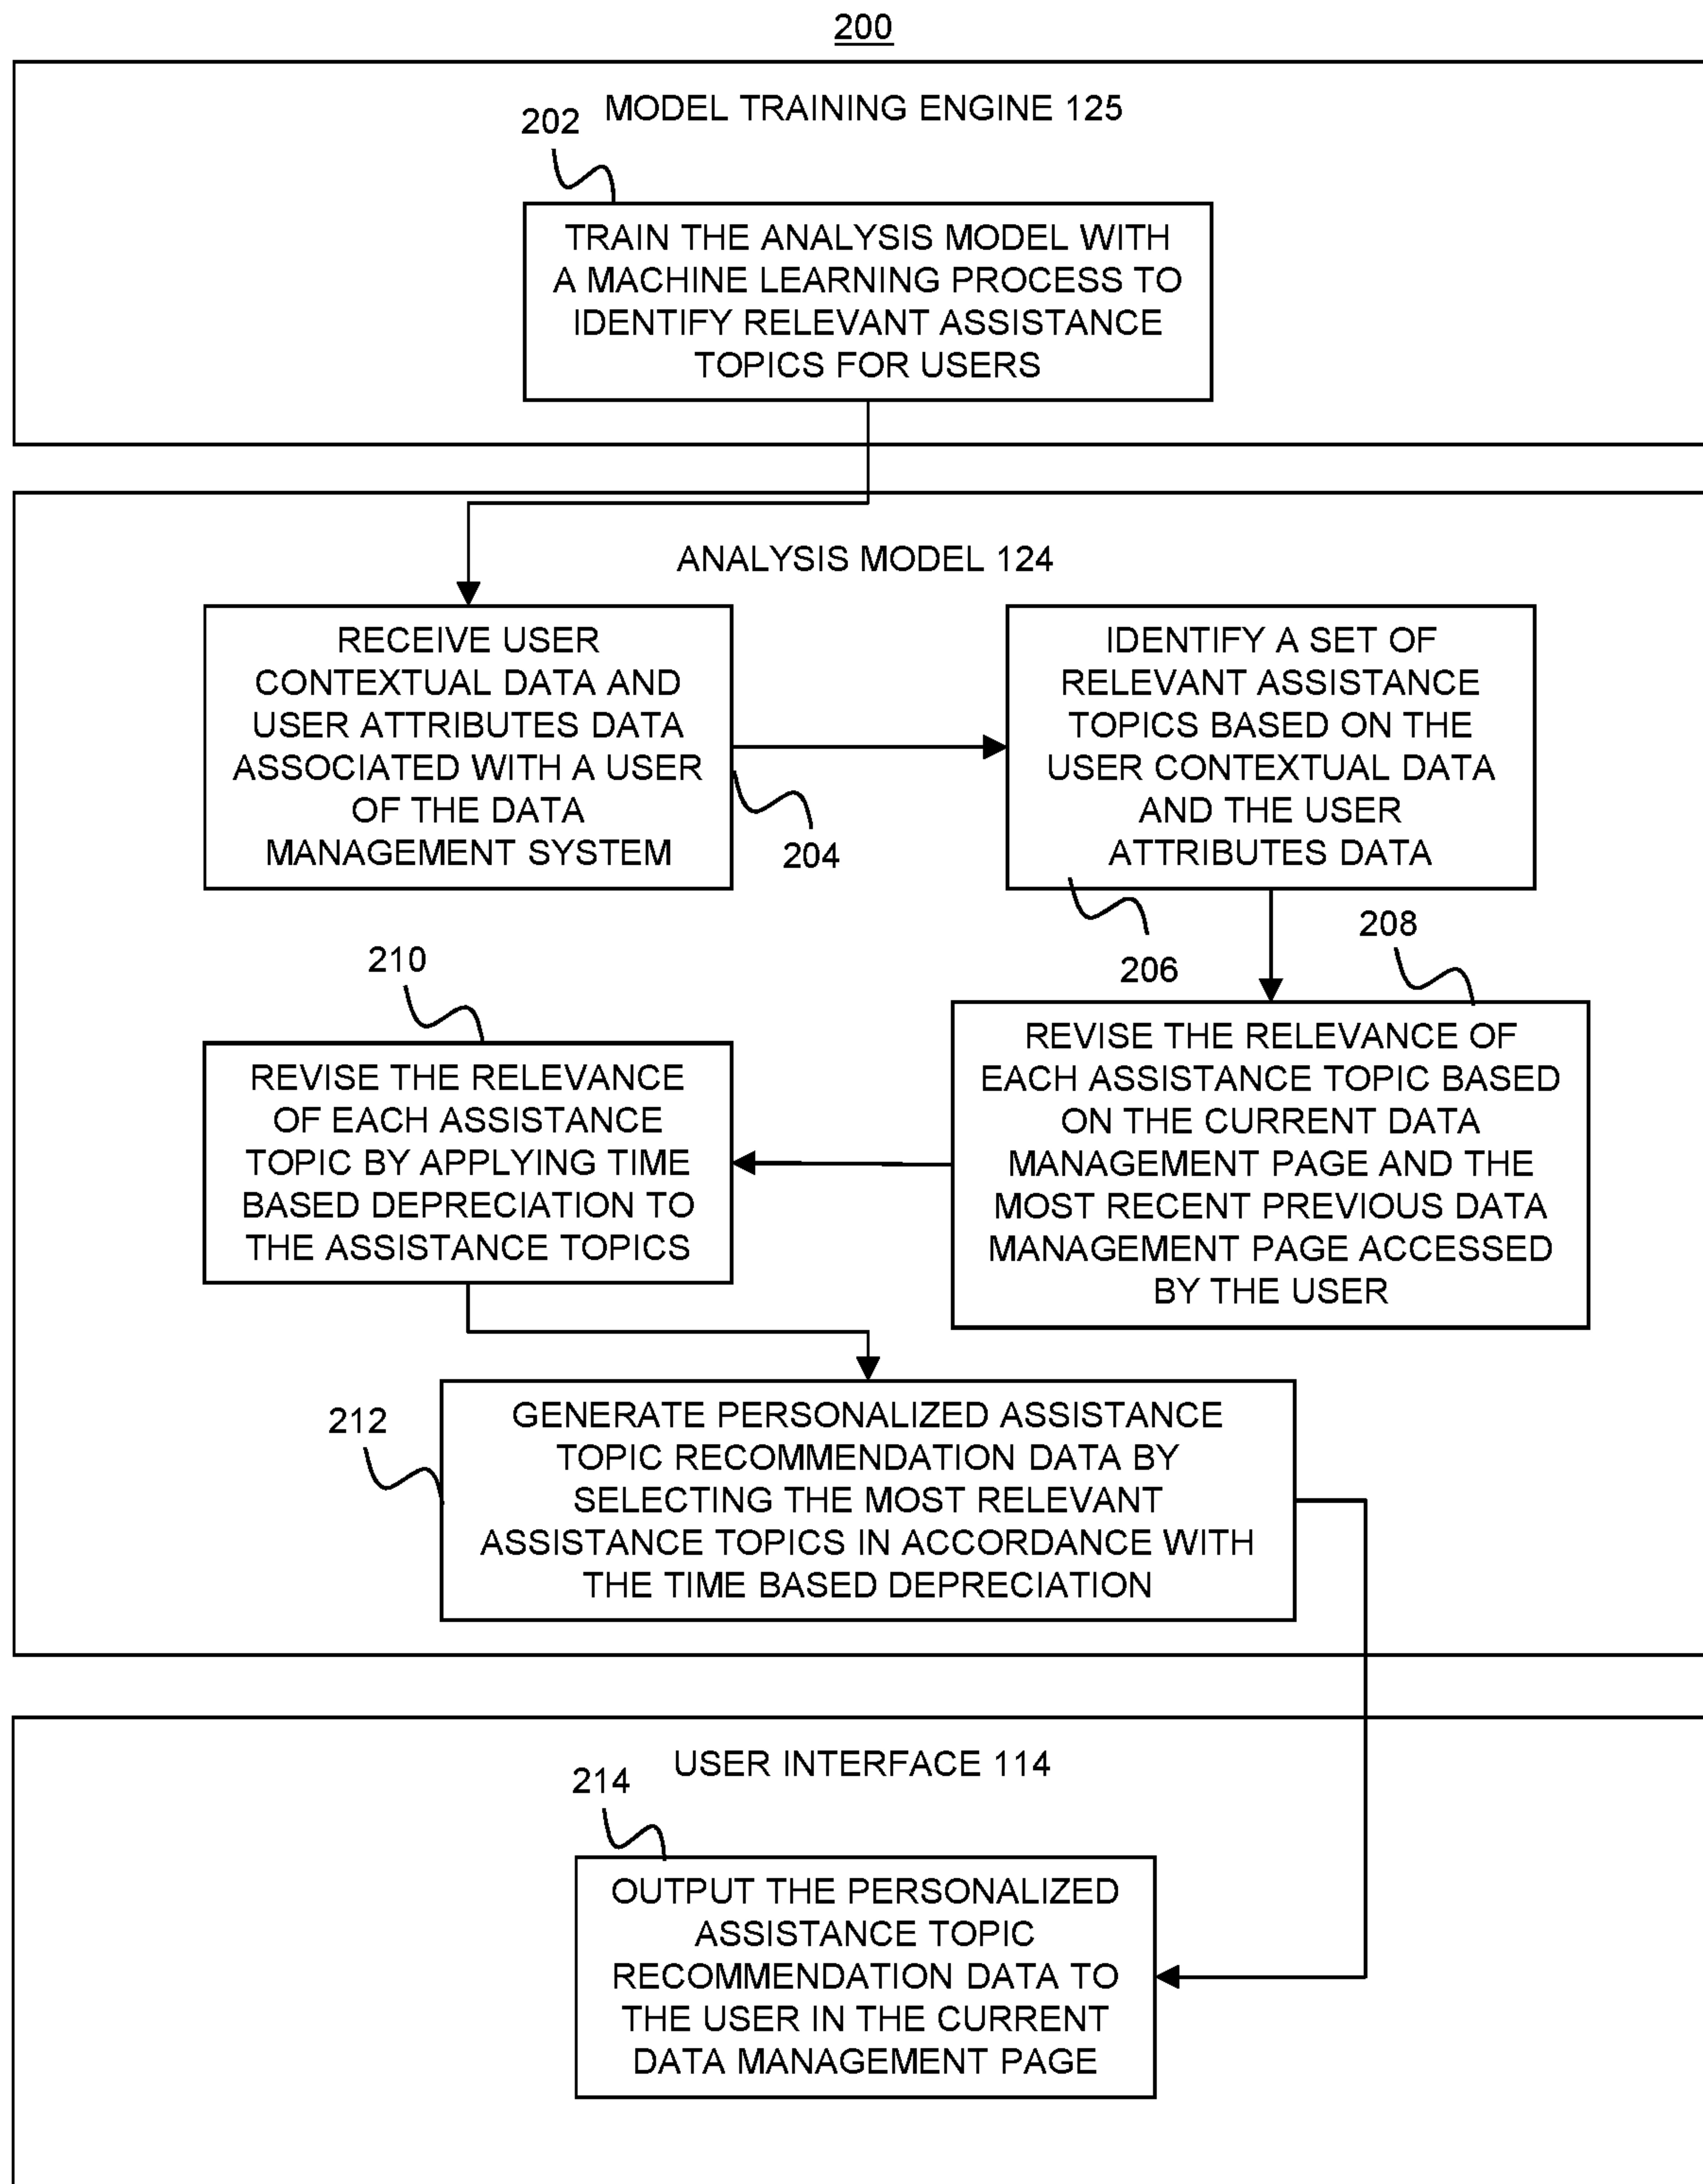 200
MODEL TRAINING ENGINE 125
202
TRAIN THE ANALYSIS MODEL WITH
A MACHINE LEARNING PROCESS TO
IDENTIFY RELEVANT ASSISTANCE
TOPICS FOR USERS
ANALYSIS MODEL 124
RECEIVE USER
CONTEXTUAL DATA AND
USER ATTRIBUTES DATA
ASSOCIATED WITH A USER
OF THE DATA
MANAGEMENT SYSTEM
204
IDENTIFY A SET OF
RELEVANT ASSISTANCE
TOPICS BASED ON THE
USER CONTEXTUAL DATA
AND THE USER
ATTRIBUTES DATA
206
208
REVISE THE RELEVANCE OF
EACH ASSISTANCE TOPIC BASED
ON THE CURRENT DATA
MANAGEMENT PAGE AND THE
MOST RECENT PREVIOUS DATA
MANAGEMENT PAGE ACCESSED
BY THE USER
210
REVISE THE RELEVANCE
OF EACH ASSISTANCE
TOPIC BY APPLYING TIME
BASED DEPRECIATION TO
THE ASSISTANCE TOPICS
212
GENERATE PERSONALIZED ASSISTANCE
TOPIC RECOMMENDATION DATA BY
SELECTING THE MOST RELEVANT
ASSISTANCE TOPICS IN ACCORDANCE WITH
THE TIME BASED DEPRECIATION
USER INTERFACE 114
214
OUTPUT THE PERSONALIZED
ASSISTANCE TOPIC
RECOMMENDATION DATA TO
THE USER IN THE CURRENT
DATA MANAGEMENT PAGE